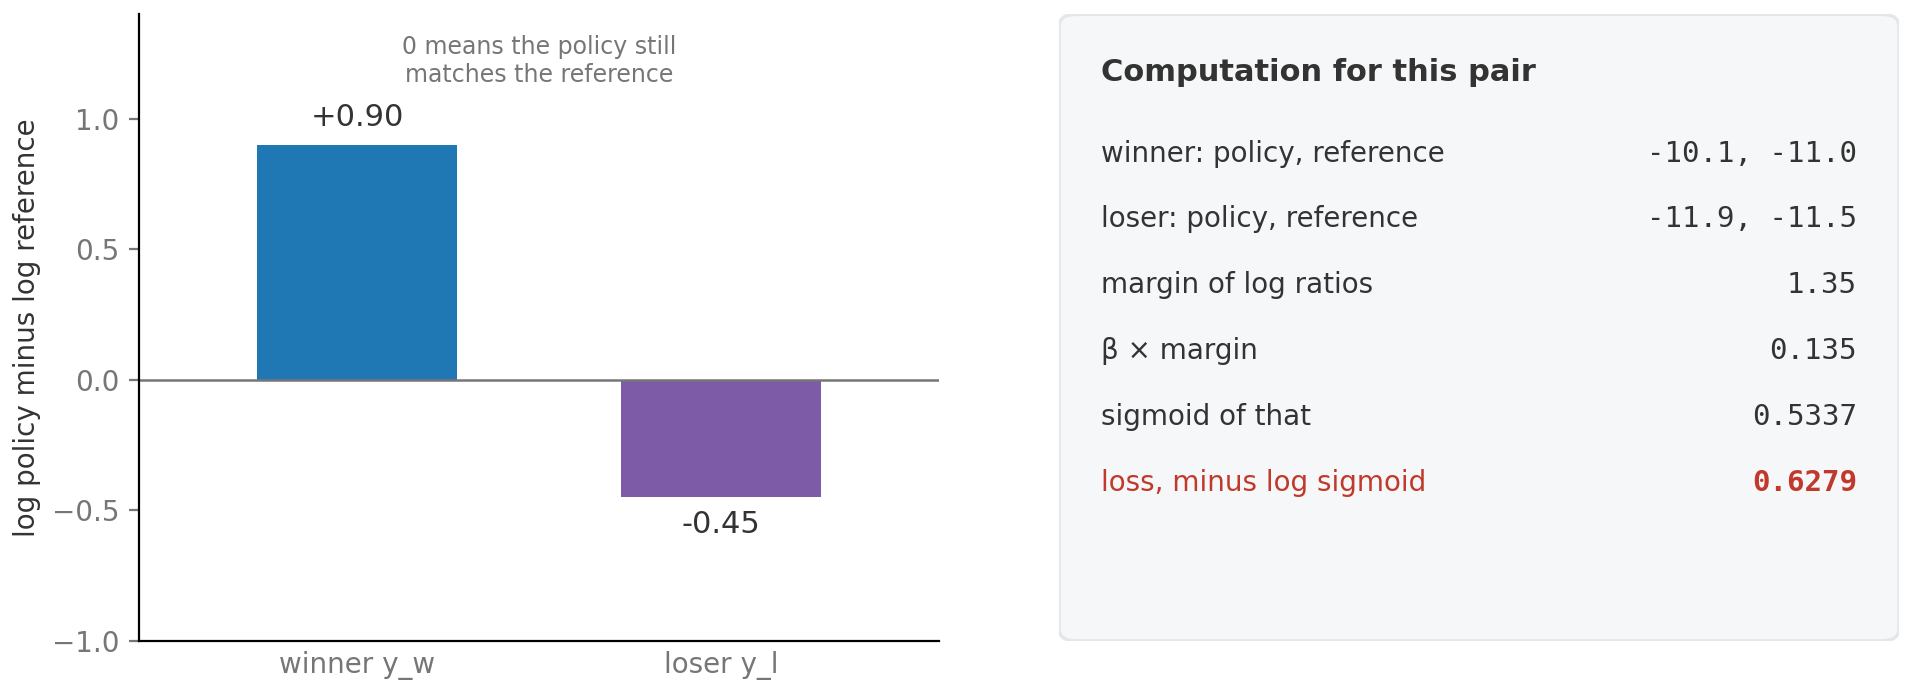 0 means the policy still
matches the reference
log policy minus log reference
1.0
0.5
0.0
−0.5
−1.0
+0.90
-0.45
winner y_w
loser y_l
Computation for this pair
winner: policy, reference -10.1, -11.0
loser: policy, reference -11.9, -11.5
margin of log ratios 1.35
β × margin 0.135
sigmoid of that 0.5337
loss, minus log sigmoid 0.6279